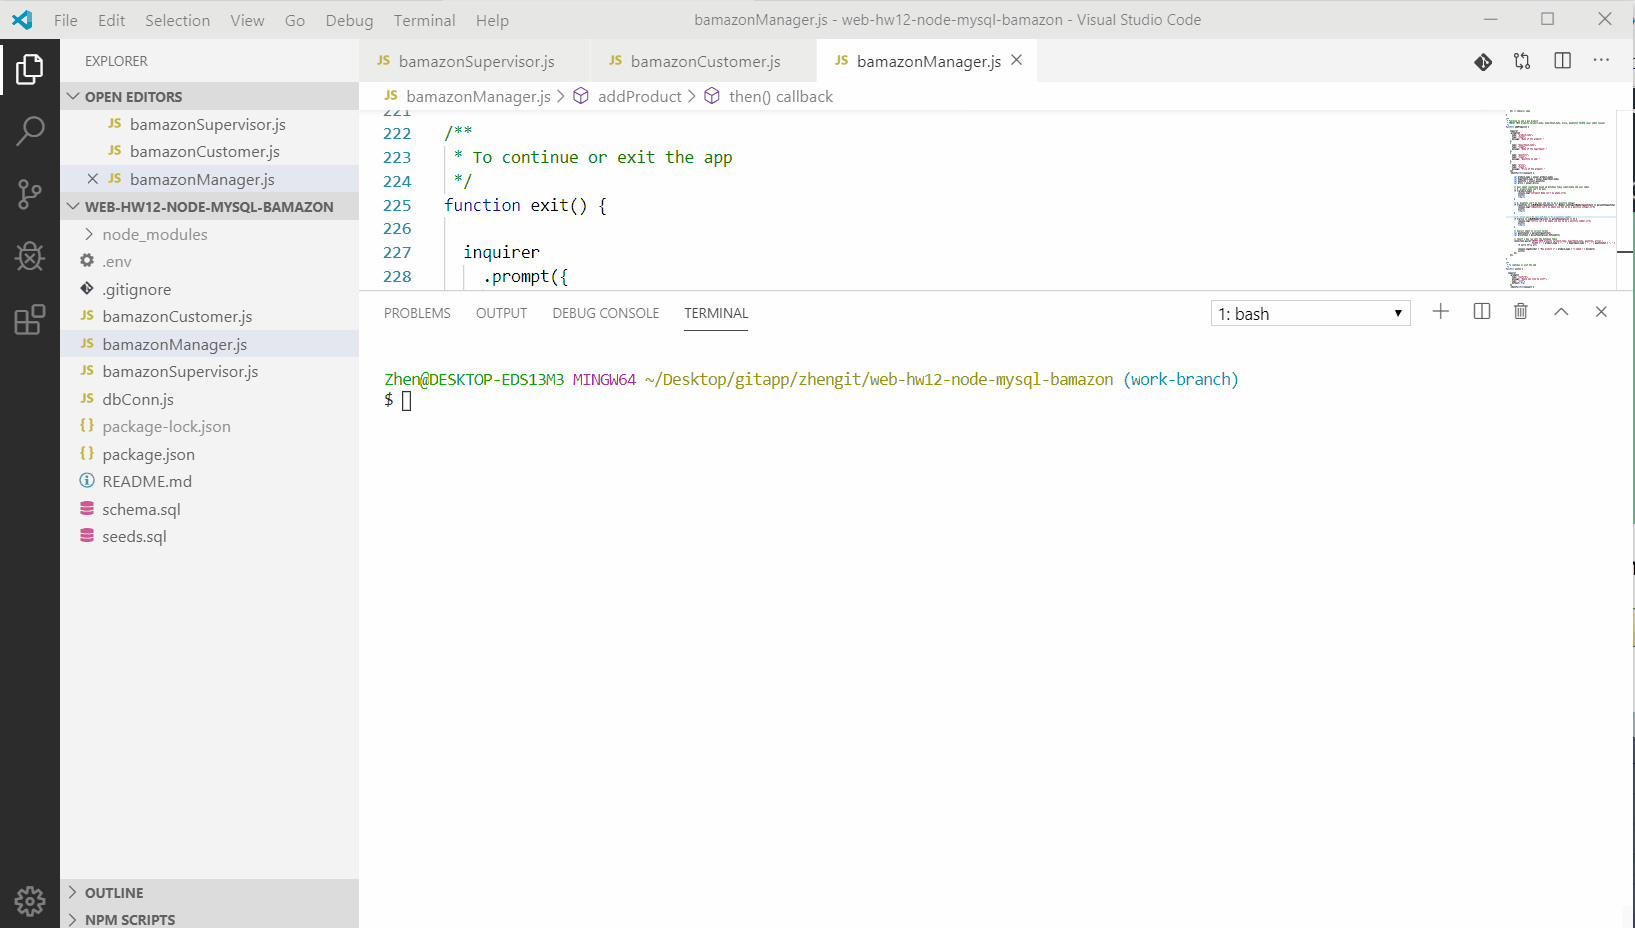 File Edit Selection View Go Debug Terminal Help bamazonManager.js - web-hw12-node-mysql-bamazon - Visual Studio Code
EXPLORER
OPEN EDITORS
JS bamazonSupervisor.js
JS bamazonCustomer.js
JS bamazonManager.js
WEB-HW12-NODE-MYSQL-BAMAZON
node_modules
.env
.gitignore
JS bamazonCustomer.js
JS bamazonManager.js
JS bamazonSupervisor.js
JS dbConn.js
{} package-lock.json
{} package.json
README.md
schema.sql
seeds.sql
OUTLINE
NPM SCRIPTS
JS bamazonSupervisor.js JS bamazonCustomer.js JS bamazonManager.js
JS bamazonManager.js > addProduct > then() callback
221
222 /**
223 * To continue or exit the app
224 */
225 function exit() {
226
227 inquirer
228 .prompt({
PROBLEMS OUTPUT DEBUG CONSOLE TERMINAL 1: bash
Zhen@DESKTOP-EDS13M3 MINGW64 ~/Desktop/gitapp/zhengit/web-hw12-node-mysql-bamazon (work-branch)
$